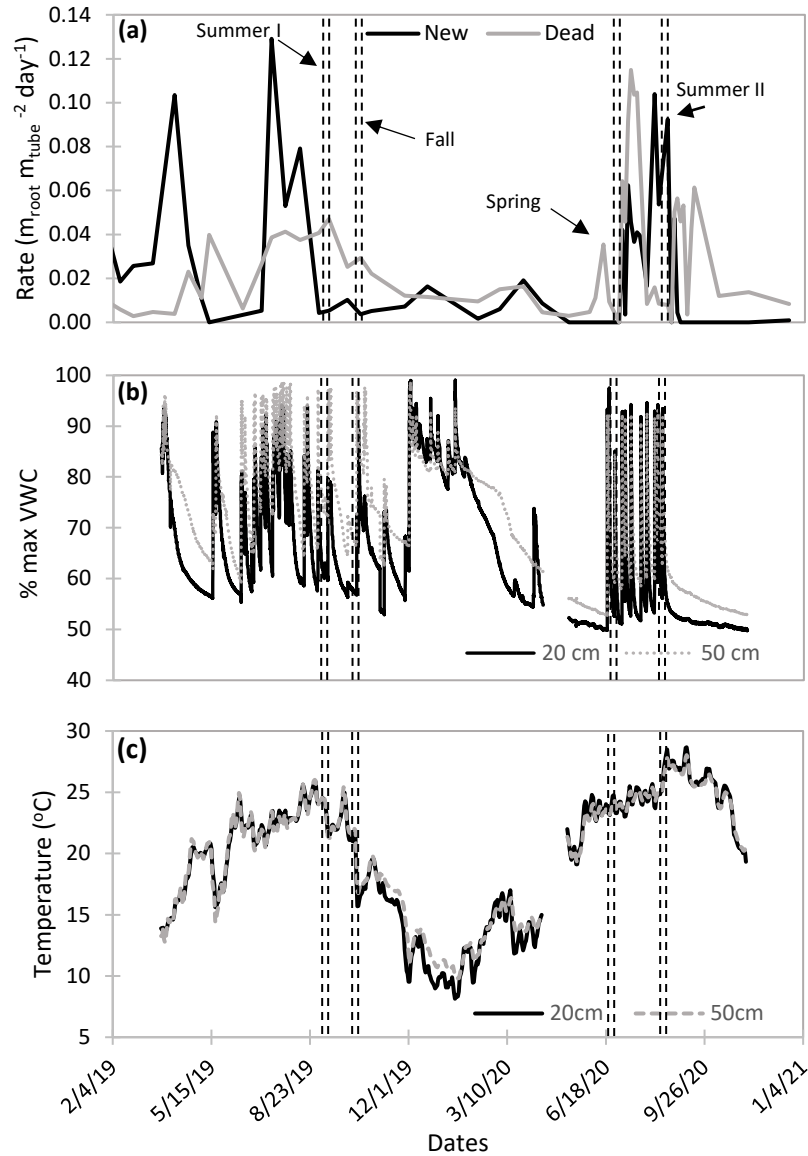 (a)
Summer I
New
Dead
Fall
Spring
Summer II
Rate (m root m tube -2 day-1)
0.14
0.12
0.10
0.08
0.06
0.04
0.02
0.00
(b)
% max VWC
100
90
80
70
60
50
40
20 cm
50 cm
(c)
Temperature (oC)
30
25
20
15
10
5
20cm
50cm
2/4/19
5/15/19
8/23/19
12/1/19
3/10/20
6/18/20
9/26/20
1/4/21
Dates